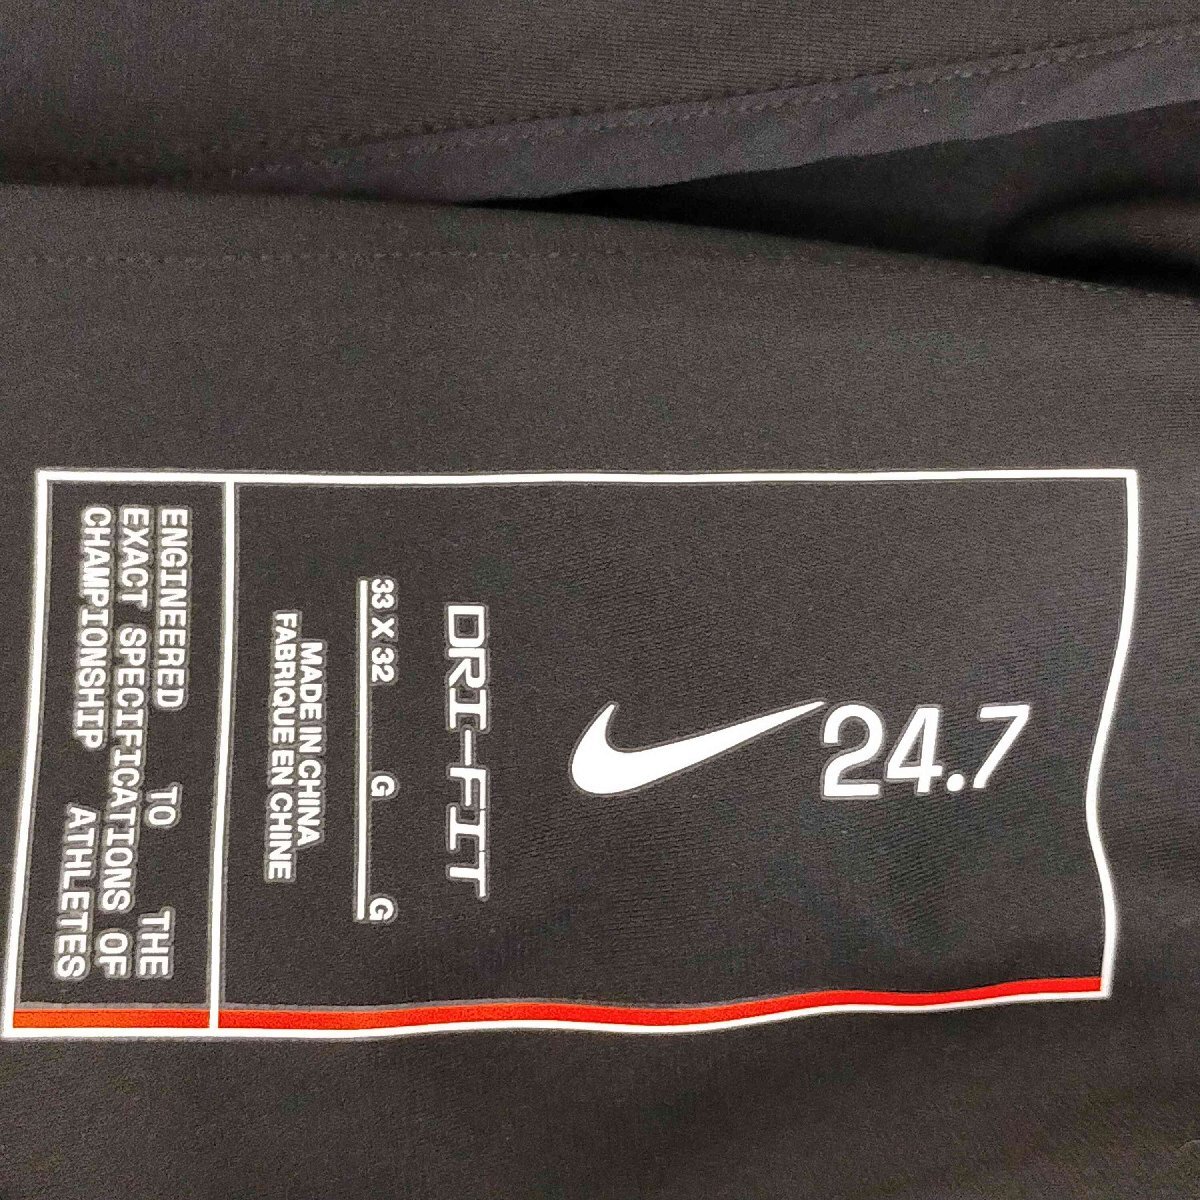 24.7
DRI-FIT
33 X 32 G G
MADE IN CHINA
FABRIQUE EN CHINE
ENGINEERED TO THE
EXACT SPECIFICATIONS OF
CHAMPIONSHIP ATHLETES